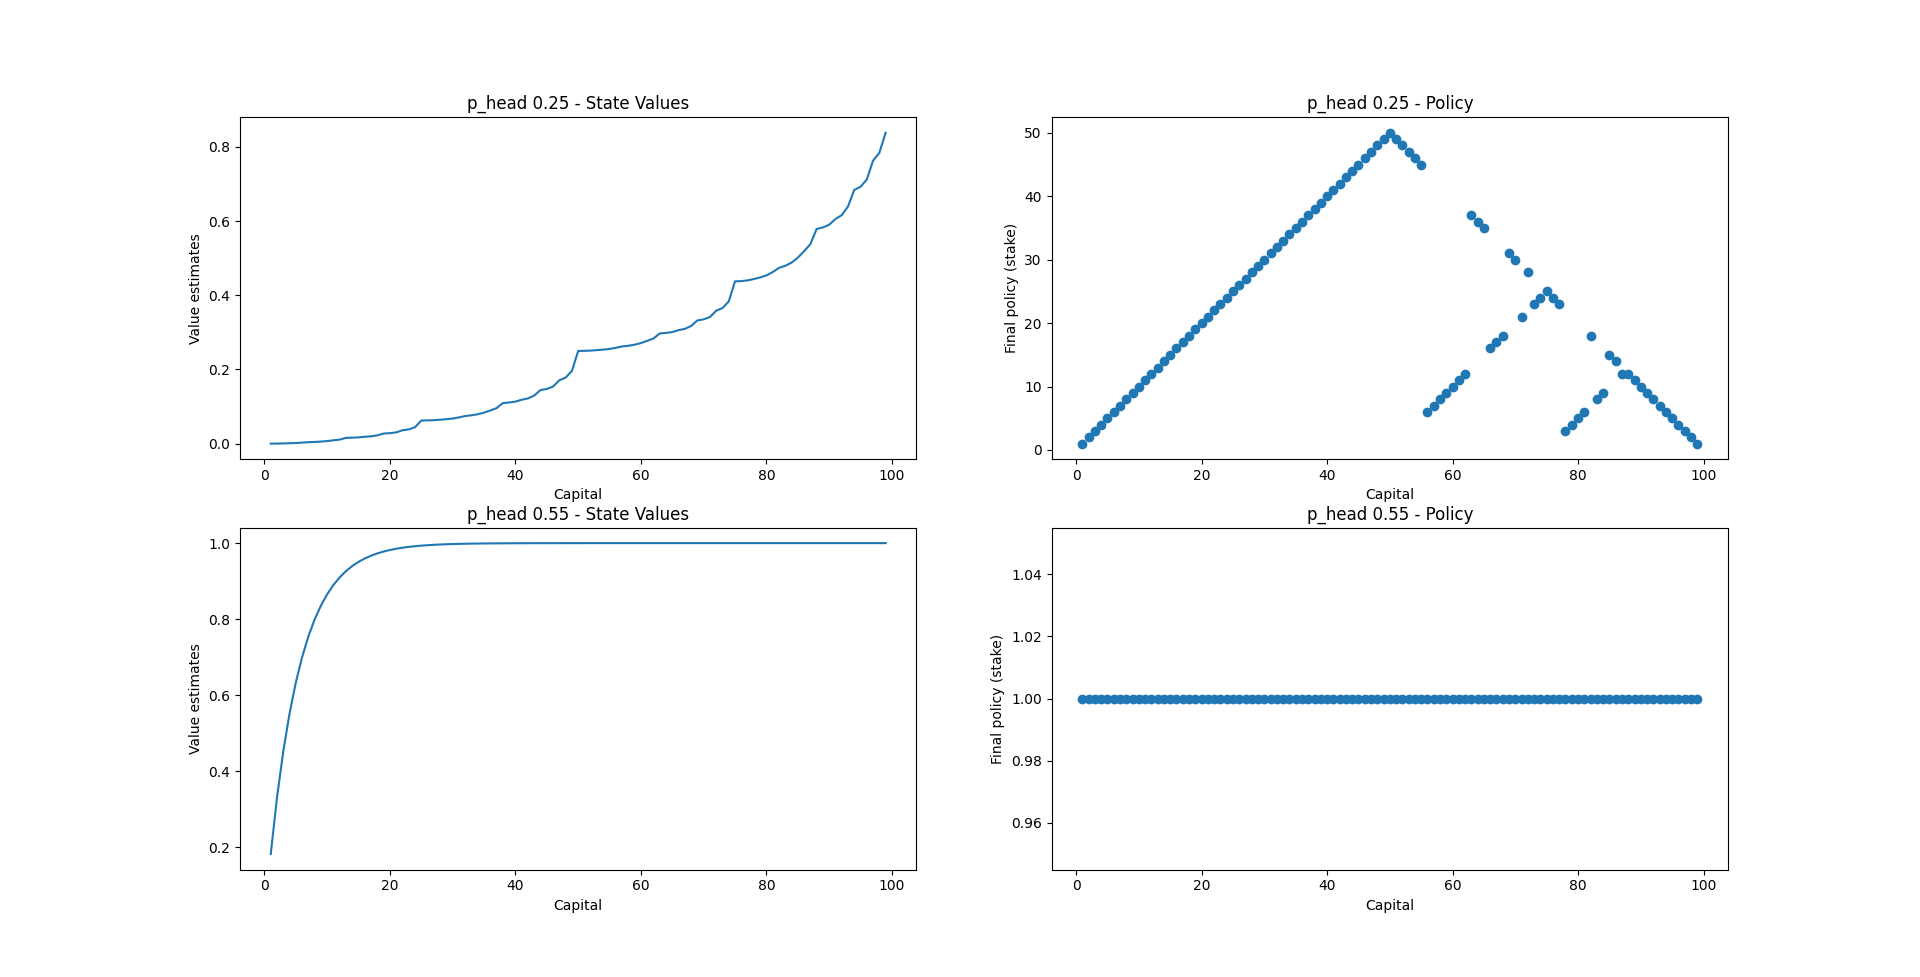 p_head 0.25 - State Values
Value estimates
0.8
0.6
0.4
0.2
0.0
0 20 40 60 80 100
Capital
p_head 0.25 - Policy
Final policy (stake)
50
40
30
20
10
0
0 20 40 60 80 100
Capital
p_head 0.55 - State Values
Value estimates
1.0
0.8
0.6
0.4
0.2
0 20 40 60 80 100
Capital
p_head 0.55 - Policy
Final policy (stake)
1.04
1.02
1.00
0.98
0.96
0 20 40 60 80 100
Capital